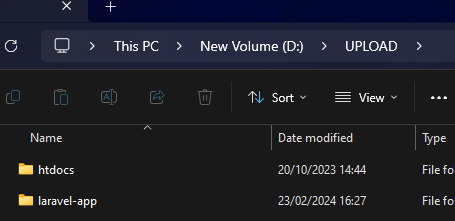 This PC > New Volume (D:) > UPLOAD >
Sort View ...
Name Date modified Type
htdocs 20/10/2023 14:44 File fo
laravel-app 23/02/2024 16:27 File fo